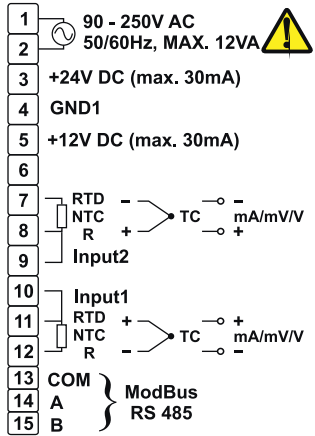 1 90 - 250V AC
2 50/60Hz, MAX. 12VA
3 +24V DC (max. 30mA)
4 GND1
5 +12V DC (max. 30mA)
6
7 RTD - -
NTC TC mA/mV/V
8 R + +
9 Input2
10 Input1
11 RTD + +
NTC TC mA/mV/V
12 R - -
13 COM
14 A ModBus
15 B RS 485